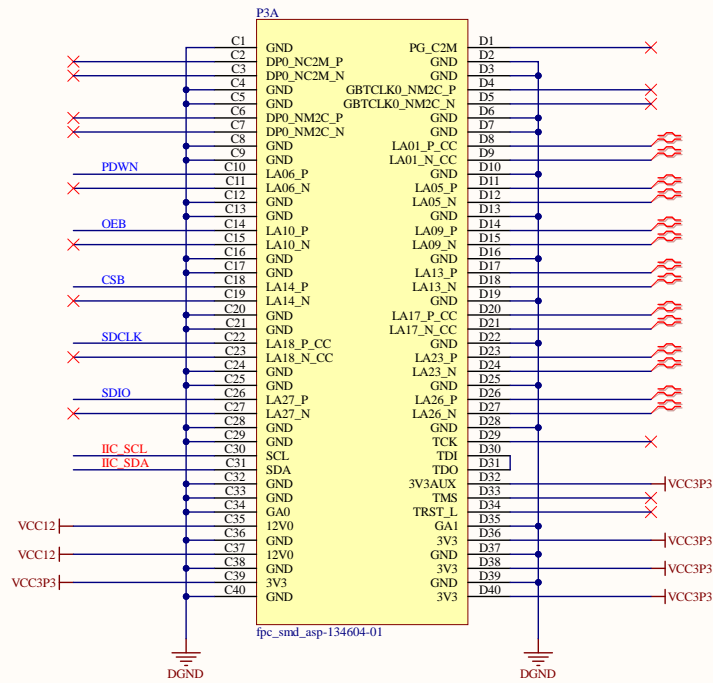 P3A
C1 GND PG_C2M D1
C2 DP0_NC2M_P GND D2
C3 DP0_NC2M_N GND D3
C4 GND GBTCLK0_NM2C_P D4
C5 GND GBTCLK0_NM2C_N D5
C6 DP0_NM2C_P GND D6
C7 DP0_NM2C_N GND D7
C8 GND LA01_P_CC D8
C9 GND LA01_N_CC D9
PDWN C10 LA06_P GND D10
C11 LA06_N LA05_P D11
C12 GND LA05_N D12
C13 GND GND D13
OEB C14 LA10_P LA09_P D14
C15 LA10_N LA09_N D15
C16 GND GND D16
C17 GND LA13_P D17
CSB C18 LA14_P LA13_N D18
C19 LA14_N GND D19
C20 GND LA17_P_CC D20
C21 GND LA17_N_CC D21
SDCLK C22 LA18_P_CC GND D22
C23 LA18_N_CC LA23_P D23
C24 GND LA23_N D24
C25 GND GND D25
SDIO C26 LA27_P LA26_P D26
C27 LA27_N LA26_N D27
C28 GND GND D28
C29 GND TCK D29
IIC_SCL C30 SCL TDI D30
IIC_SDA C31 SDA TDO D31
C32 GND 3V3AUX D32 VCC3P3
C33 GND TMS D33
C34 GA0 TRST_L D34
VCC12 C35 12V0 GA1 D35
C36 GND 3V3 D36 VCC3P3
VCC12 C37 12V0 GND D37
C38 GND 3V3 D38 VCC3P3
VCC3P3 C39 3V3 GND D39
C40 GND 3V3 D40 VCC3P3
fpc_smd_asp-134604-01
DGND DGND